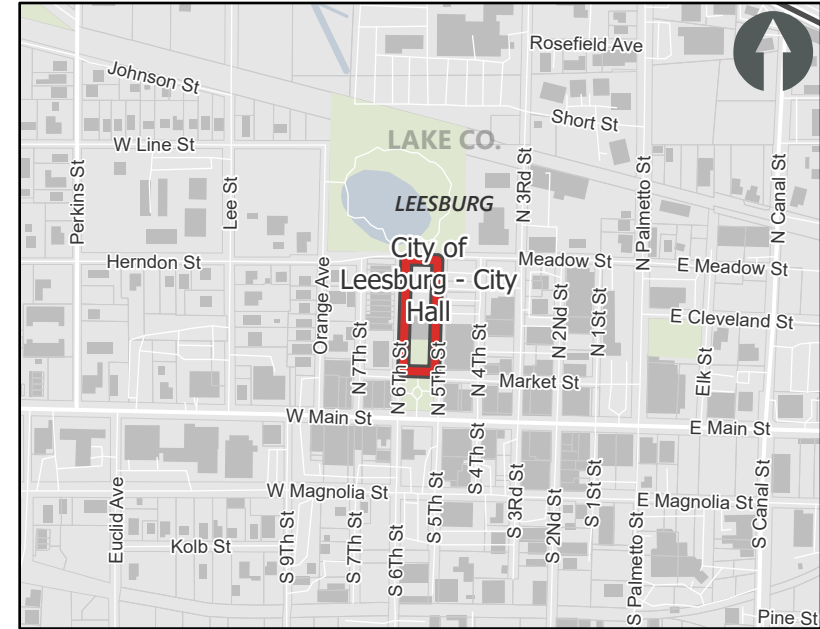 Rosefield Ave
Johnson St
Short St
LAKE CO.
W Line St
Perkins St
Lee St
N 3Rd St
N Palmetto St
N Canal St
LEESBURG
City of
Leesburg - City
Hall
Herndon St
Meadow St
E Meadow St
Orange Ave
N 7Th St
N 6Th St
N 5Th St
N 4Th St
N 2Nd St
N 1St St
E Cleveland St
Elk St
Market St
W Main St
E Main St
S 4Th St
W Magnolia St
E Magnolia St
Euclid Ave
Kolb St
S 9Th St
S 7Th St
S 6Th St
S 5Th St
S 3Rd St
S 2Nd St
S 1St St
S Palmetto St
S Canal St
Pine St